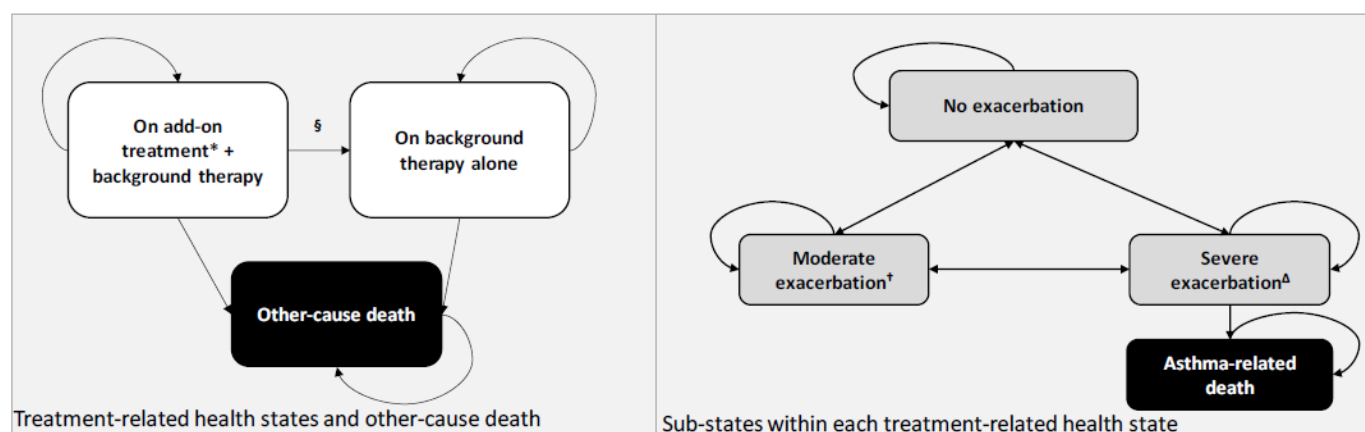 On add-on
treatment* +
background therapy
§
On background
therapy alone
Other-cause death
Treatment-related health states and other-cause death
No exacerbation
Moderate
exacerbation†
Severe
exacerbationΔ
Asthma-related
death
Sub-states within each treatment-related health state